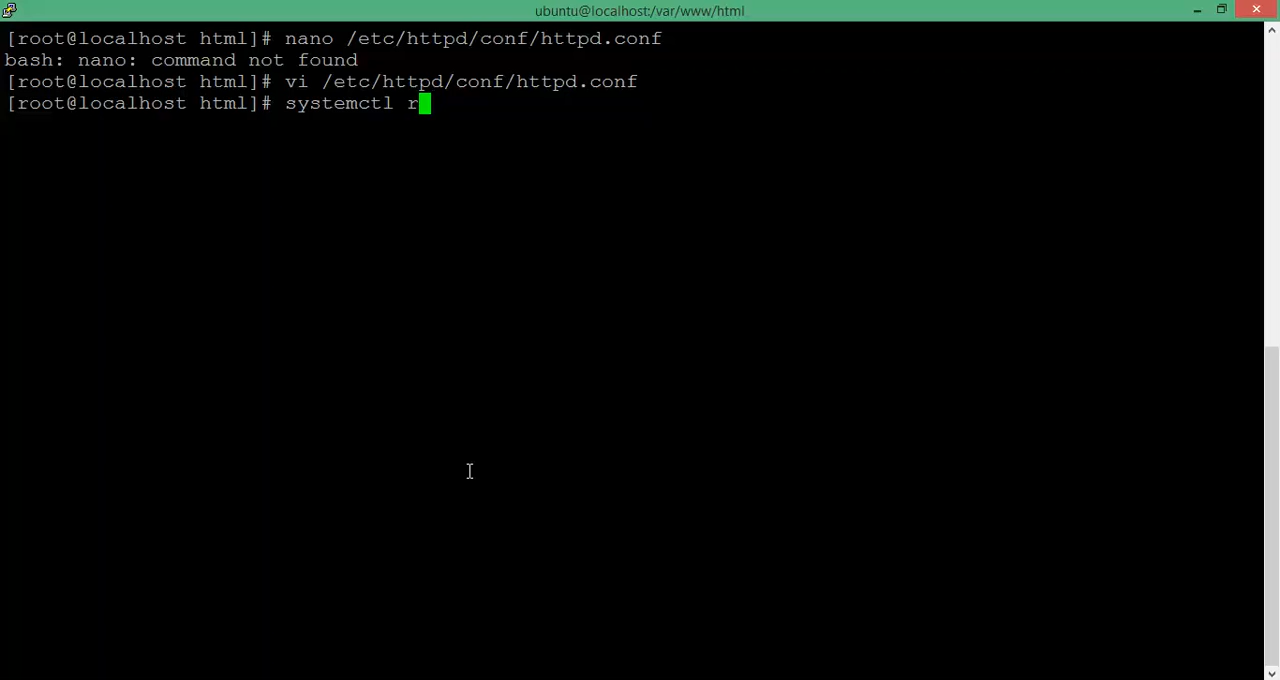 ubuntu@localhost:/var/www/html
[root@localhost html]# nano /etc/httpd/conf/httpd.conf
bash: nano: command not found
[root@localhost html]# vi /etc/httpd/conf/httpd.conf
[root@localhost html]# systemctl r